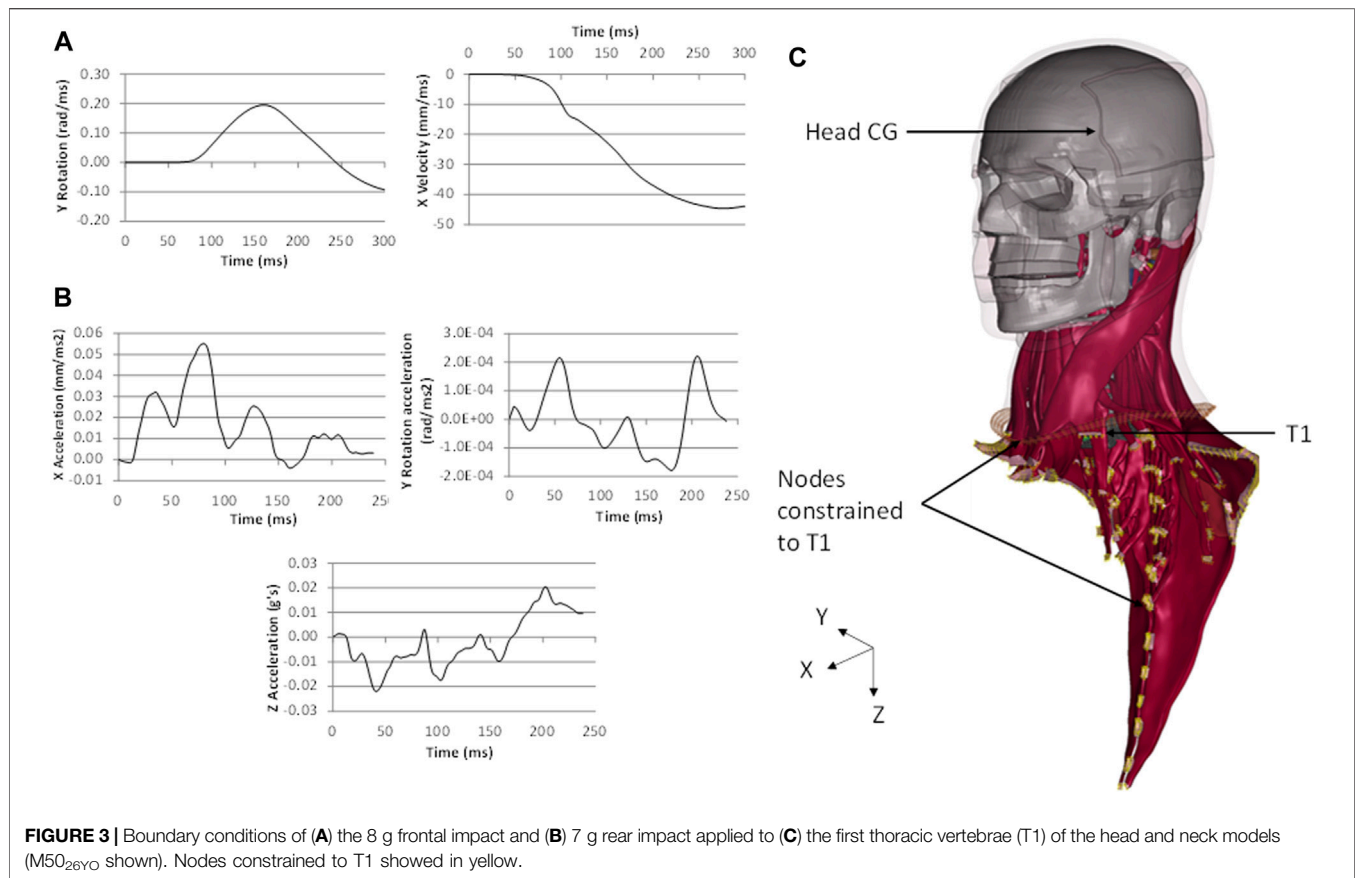 A
Y Rotation (rad/ms)
0.30
0.20
0.10
0.00
-0.10
-0.20
0 50 100 150 200 250 300
Time (ms)
Time (ms)
0 50 100 150 200 250 300
X Velocity (mm/ms)
0
-10
-20
-30
-40
-50
B
X Acceleration (mm/ms2)
0.06
0.05
0.04
0.03
0.02
0.01
0.00
-0.01
0 50 100 150 200 250
Time (ms)
Y Rotation acceleration
(rad/ms2)
3.0E-04
2.0E-04
1.0E-04
0.0E+00
-1.0E-04
-2.0E-04
0 50 100 150 200 250
Time (ms)
Z Acceleration (g's)
0.03
0.02
0.01
0.00
-0.01
-0.02
-0.03
0 50 100 150 200 250
Time (ms)
C
Head CG
T1
Nodes
constrained
to T1
Y
X
Z
FIGURE 3 | Boundary conditions of (A) the 8 g frontal impact and (B) 7 g rear impact applied to (C) the first thoracic vertebrae (T1) of the head and neck models
(M5026YO shown). Nodes constrained to T1 showed in yellow.